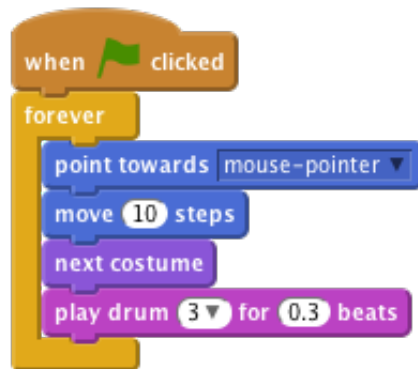 when clicked
forever
point towards mouse-pointer
move 10 steps
next costume
play drum 3 for 0.3 beats